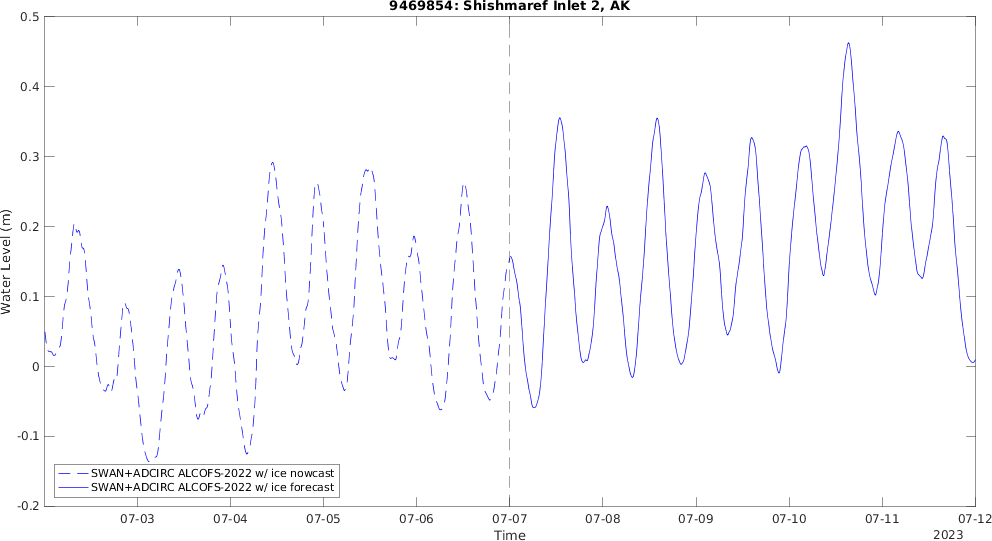 9469854: Shishmaref Inlet 2, AK
0.5
0.4
0.3
0.2
0.1
0
-0.1
-0.2
Water Level (m)
SWAN+ADCIRC ALCOFS-2022 w/ ice nowcast
SWAN+ADCIRC ALCOFS-2022 w/ ice forecast
07-03 07-04 07-05 07-06 07-07 07-08 07-09 07-10 07-11 07-12
Time
2023